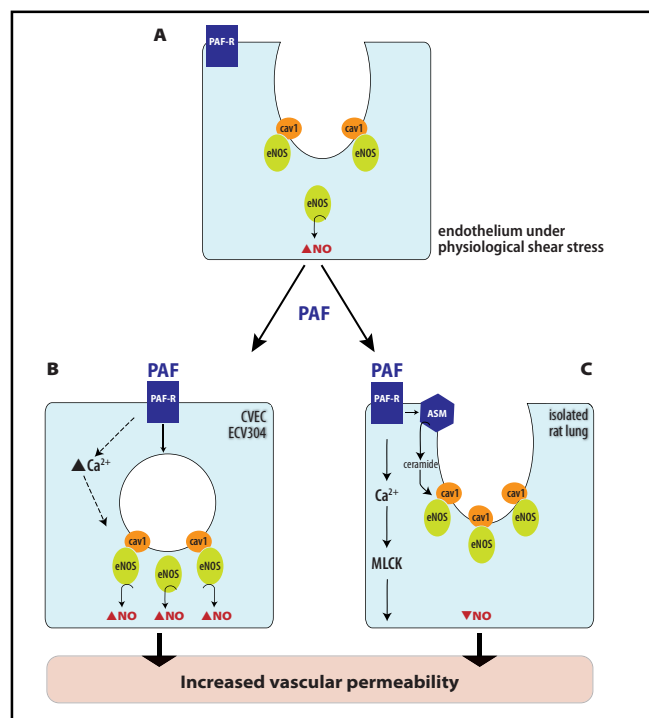 A
PAF-R
cav1
cav1
eNOS
eNOS
eNOS
▲NO
endothelium under
physiological shear stress
PAF
B
PAF
PAF-R
CVEC
ECV304
▲Ca²⁺
cav1
cav1
eNOS
eNOS
eNOS
▲NO
▲NO
▲NO
C
PAF
PAF-R
ASM
isolated
rat lung
ceramide
Ca²⁺
cav1
cav1
cav1
eNOS
eNOS
eNOS
MLCK
▼NO
Increased vascular permeability